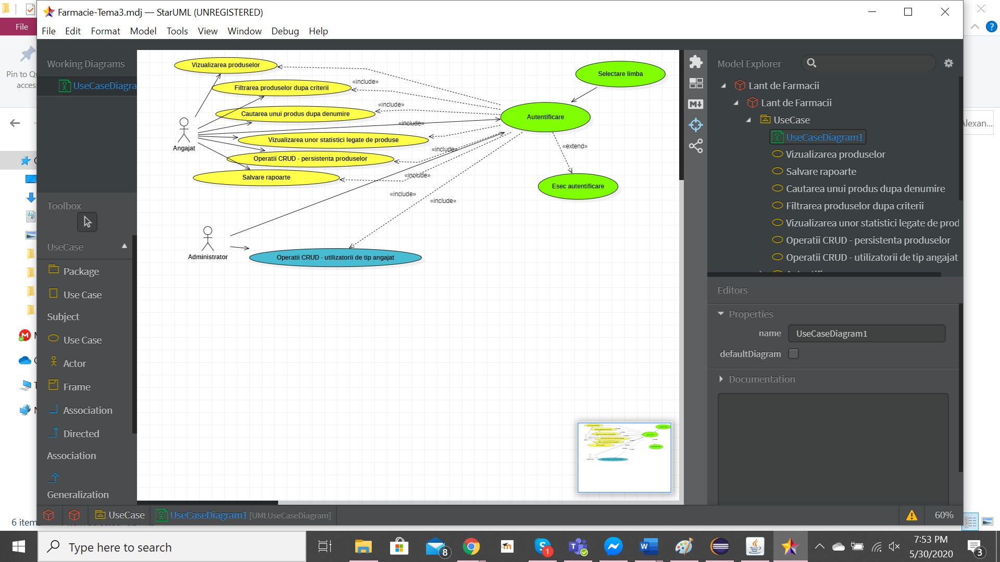 Farmacie-Tema3.mdj — StarUML (UNREGISTERED)
File
File Edit Format Model Tools View Window Debug Help
Pin to Qu
access
Working Diagrams
UseCaseDiagra
Toolbox
UseCase
Package
Use Case
Subject
Use Case
Actor
Frame
Association
Directed
Association
Generalization
Vizualizarea produselor
Filtrarea produselor dupa criterii
Cautarea unui produs dupa denumire
Vizualizarea unor statistici legate de produse
Operatii CRUD - persistenta produselor
Salvare rapoarte
Angajat
Administrator
Operatii CRUD - utilizatorii de tip angajat
Selectare limba
Autentificare
Esec autentificare
«include»
«include»
«include»
«include»
«include»
«include»
«include»
«extend»
Model Explorer
Lant de Farmacii
Lant de Farmacii
UseCase
UseCaseDiagram1
Vizualizarea produselor
Salvare rapoarte
Cautarea unui produs dupa denumire
Filtrarea produselor dupa criterii
Vizualizarea unor statistici legate de prod
Operatii CRUD - persistenta produselor
Operatii CRUD - utilizatorii de tip angajat
Editors
Properties
name UseCaseDiagram1
defaultDiagram
Documentation
UseCase UseCaseDiagram1 [UMLUseCaseDiagram]
60%
6 item
Type here to search
8
1
7:53 PM
5/30/2020
3